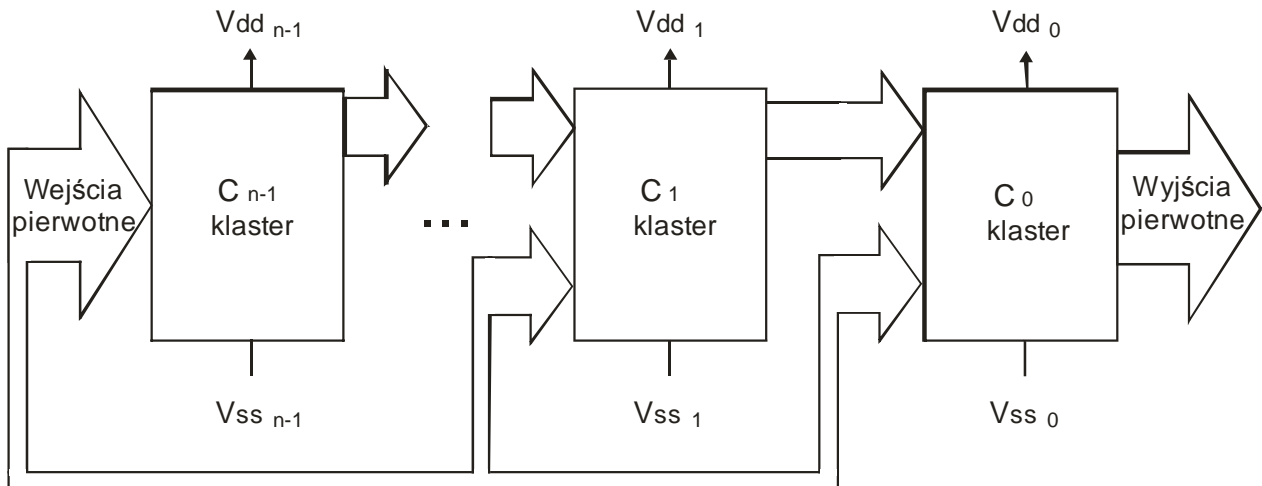 Vdd n-1
Vdd 1
Vdd 0
Wejścia
pierwotne
C n-1
klaster
...
C 1
klaster
C 0
klaster
Wyjścia
pierwotne
Vss n-1
Vss 1
Vss 0